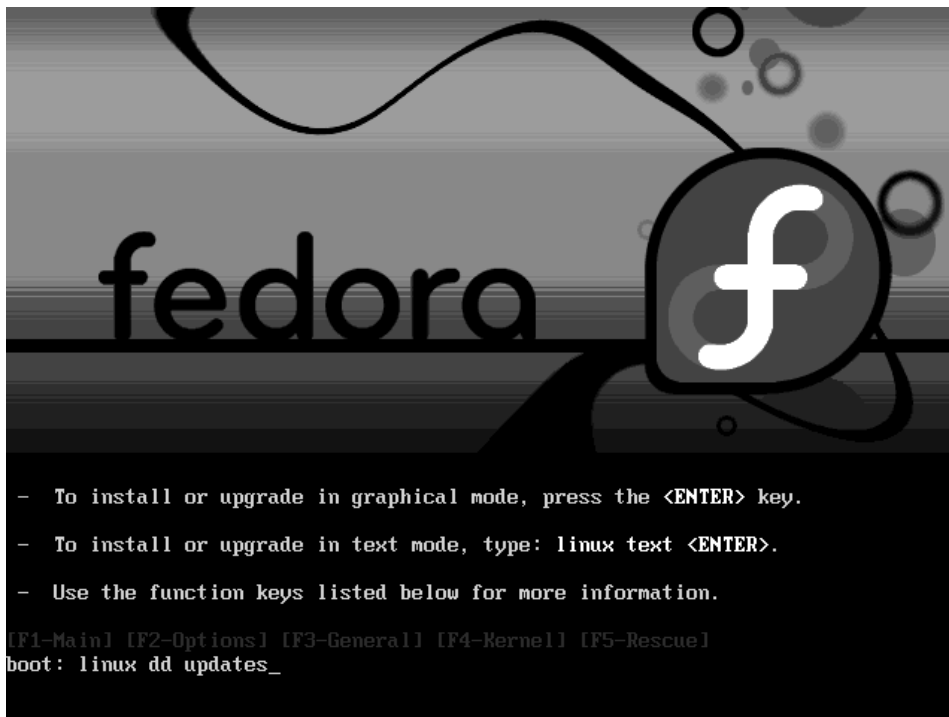 fedora
f
- To install or upgrade in graphical mode, press the <ENTER> key.
- To install or upgrade in text mode, type: linux text <ENTER>.
- Use the function keys listed below for more information.
[F1-Main] [F2-Options] [F3-General] [F4-Kernel] [F5-Rescue]
boot: linux dd updates_